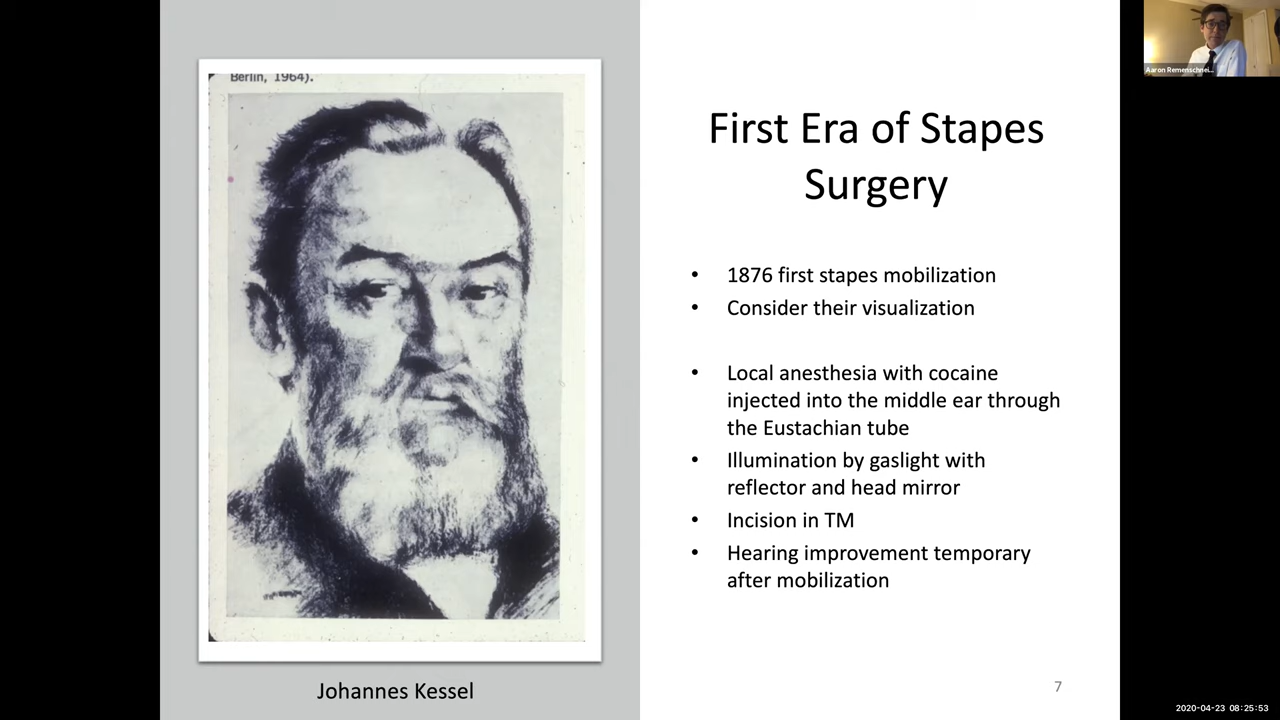 Berlin, 1964).
First Era of Stapes
Surgery
• 1876 first stapes mobilization
• Consider their visualization
• Local anesthesia with cocaine
injected into the middle ear through
the Eustachian tube
• Illumination by gaslight with
reflector and head mirror
• Incision in TM
• Hearing improvement temporary
after mobilization
Johannes Kessel
7
Aaron Remenschnei...
2020-04-23 08:25:53